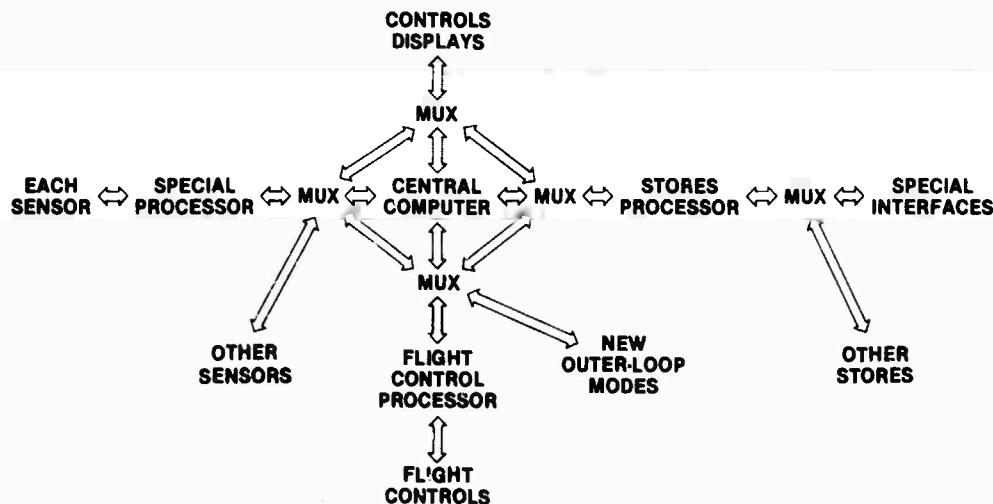 CONTROLS
DISPLAYS
MUX
EACH
SENSOR
SPECIAL
PROCESSOR
MUX
CENTRAL
COMPUTER
MUX
STORES
PROCESSOR
MUX
SPECIAL
INTERFACES
MUX
OTHER
SENSORS
FLIGHT
CONTROL
PROCESSOR
NEW
OUTER-LOOP
MODES
OTHER
STORES
FLIGHT
CONTROLS